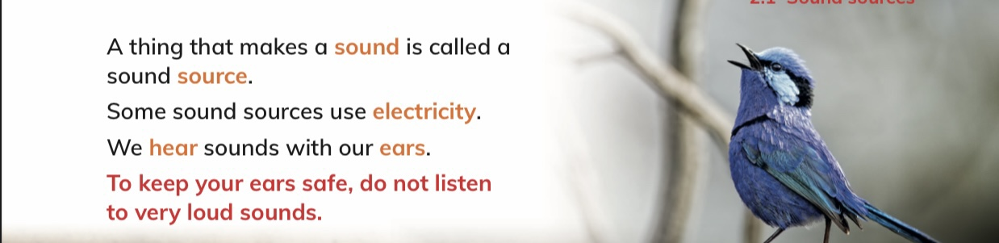 2.1 Sound sources
A thing that makes a sound is called a
sound source.
Some sound sources use electricity.
We hear sounds with our ears.
To keep your ears safe, do not listen
to very loud sounds.